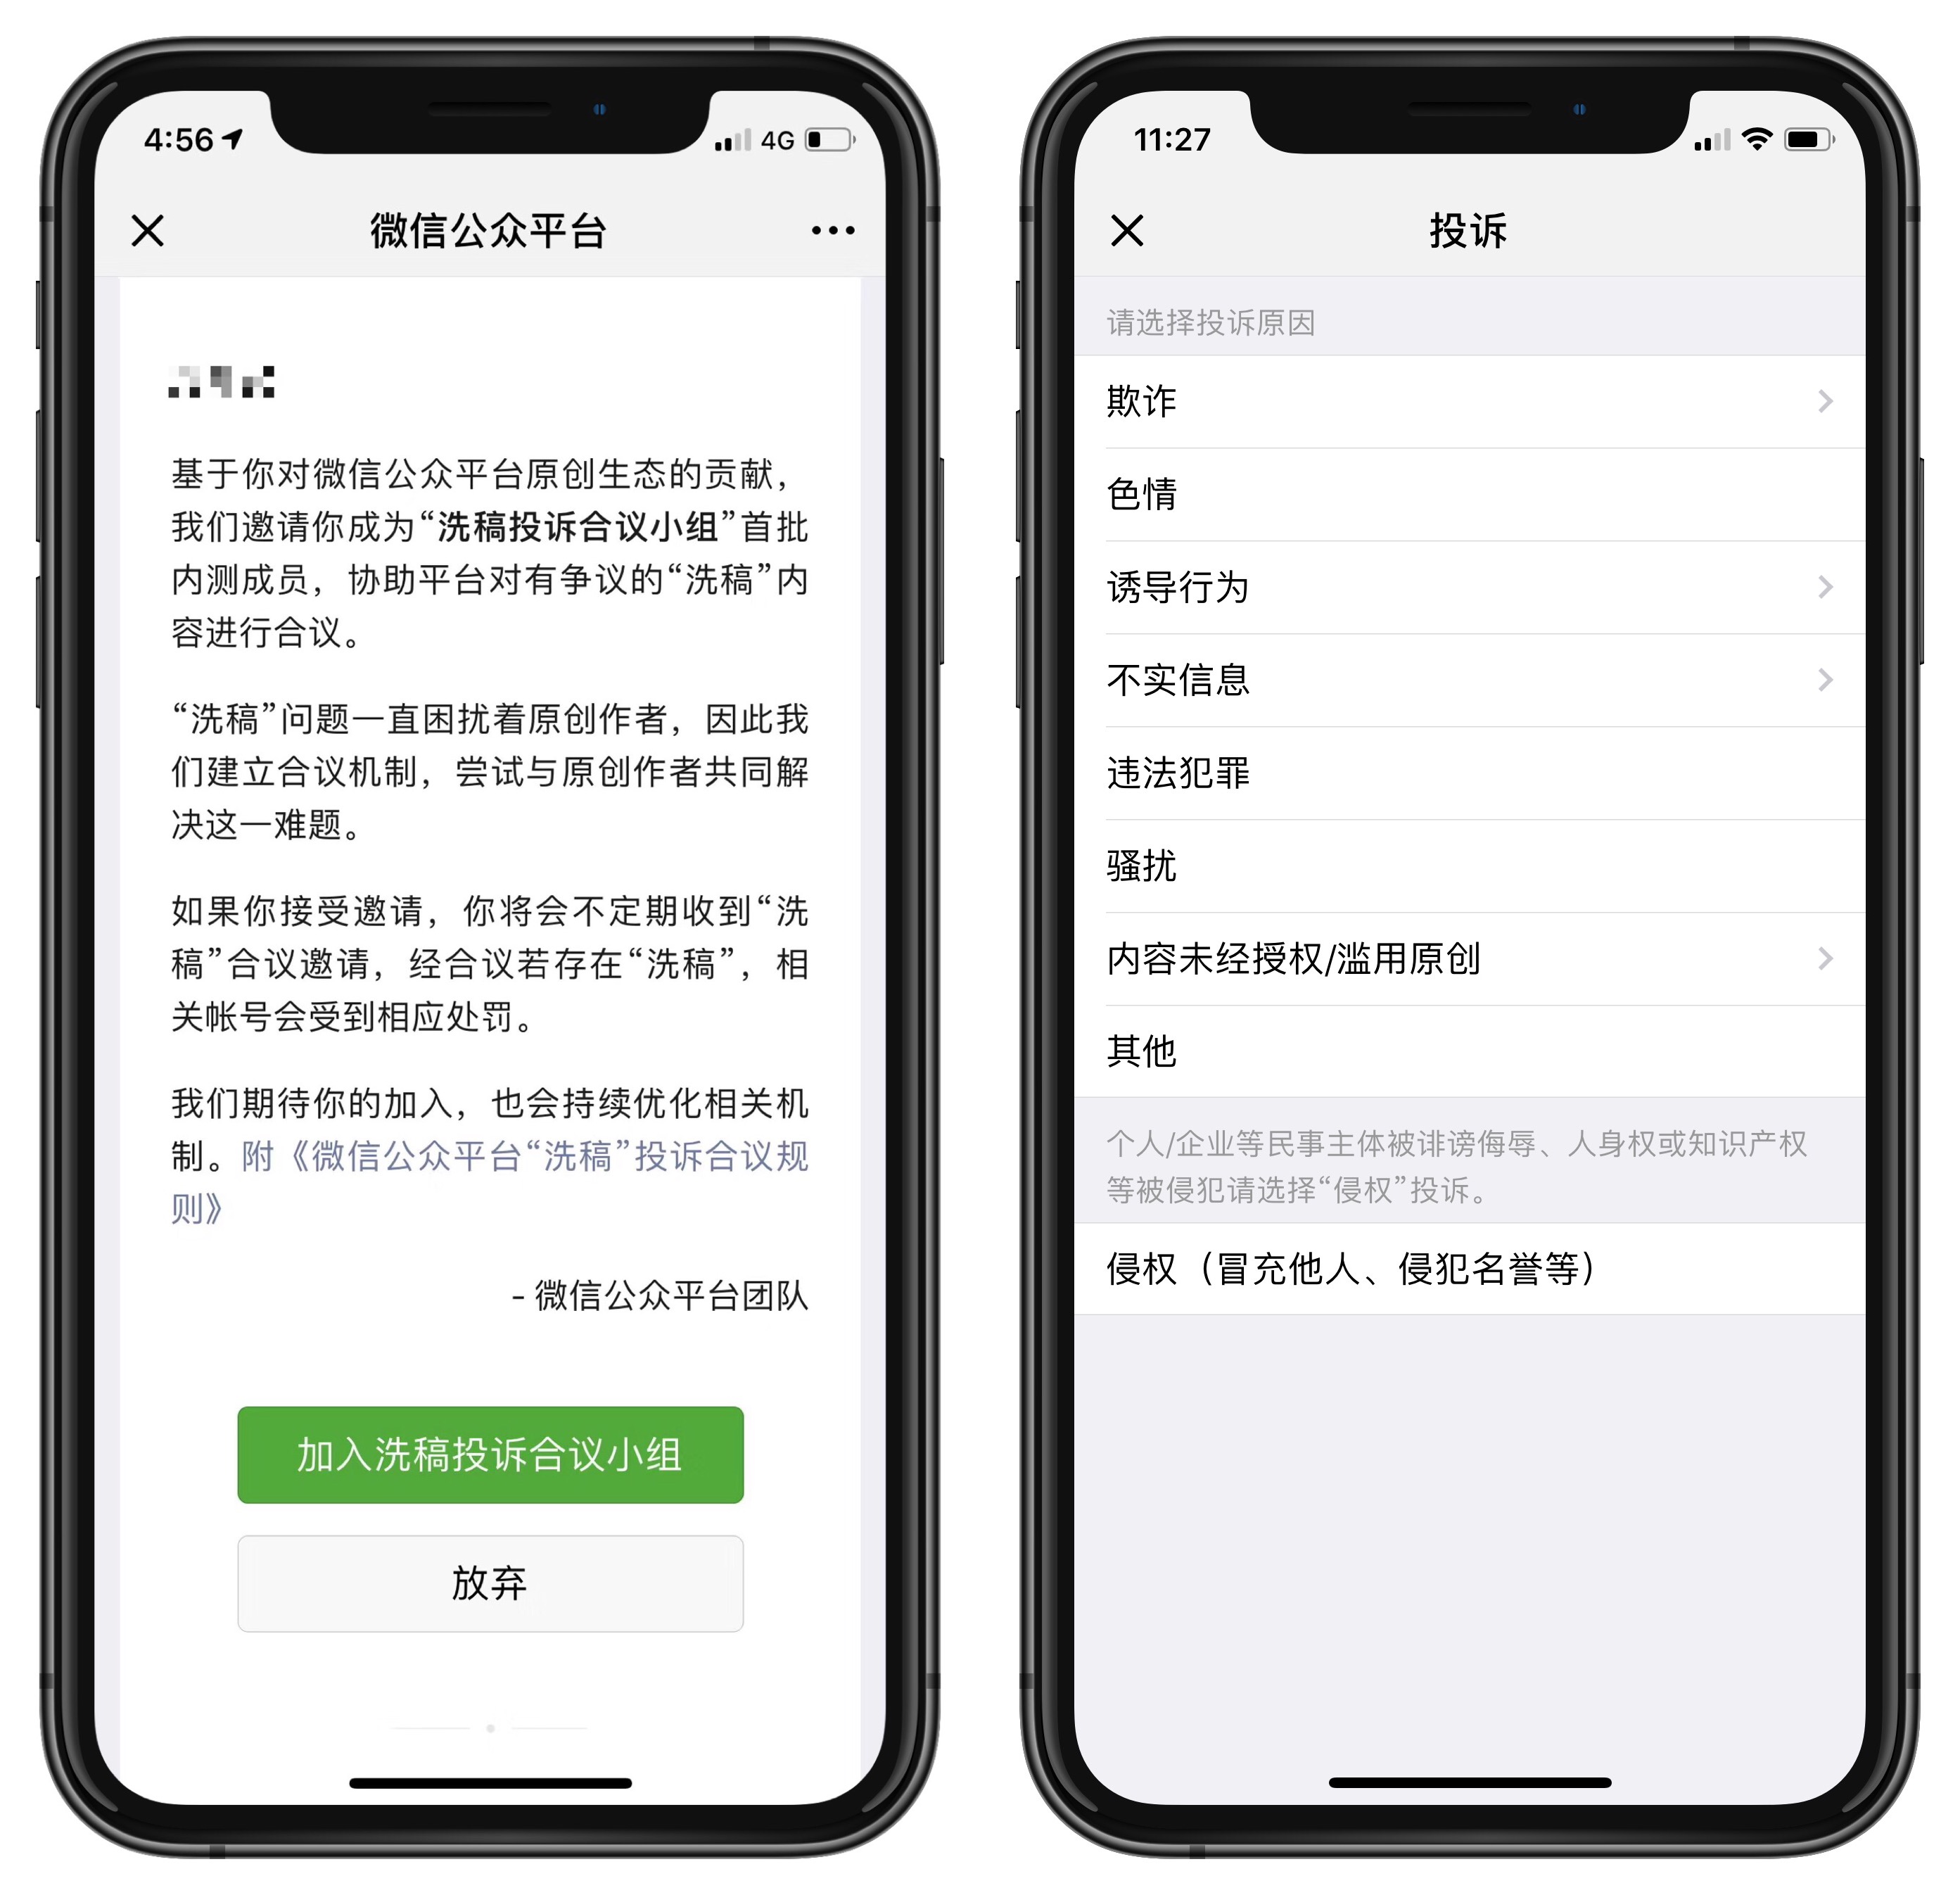 4:56
4G
微信公众平台
基于你对微信公众平台原创生态的贡献，
我们邀请你成为“洗稿投诉合议小组”首批
内测成员，协助平台对有争议的“洗稿”内
容进行合议。
“洗稿”问题一直困扰着原创作者，因此我
们建立合议机制，尝试与原创作者共同解
决这一难题。
如果你接受邀请，你将会不定期收到“洗
稿”合议邀请，经合议若存在“洗稿”，相
关帐号会受到相应处罚。
我们期待你的加入，也会持续优化相关机
制。附《微信公众平台“洗稿”投诉合议规
则》
- 微信公众平台团队
加入洗稿投诉合议小组
放弃
11:27
投诉
请选择投诉原因
欺诈
色情
诱导行为
不实信息
违法犯罪
骚扰
内容未经授权/滥用原创
其他
个人/企业等民事主体被诽谤侮辱、人身权或知识产权
等被侵犯请选择“侵权”投诉。
侵权（冒充他人、侵犯名誉等）